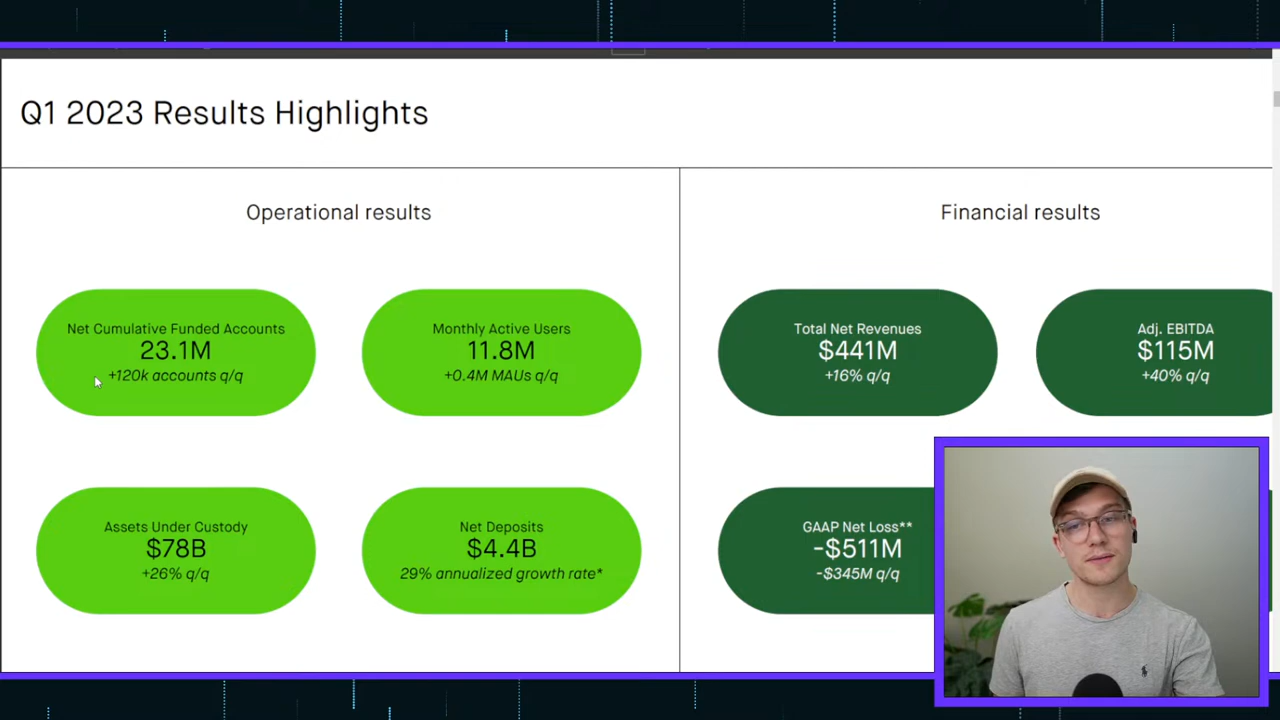 Q1 2023 Results Highlights
Operational results
Net Cumulative Funded Accounts
23.1M
+120k accounts q/q
Monthly Active Users
11.8M
+0.4M MAUs q/q
Assets Under Custody
$78B
+26% q/q
Net Deposits
$4.4B
29% annualized growth rate*
Financial results
Total Net Revenues
$441M
+16% q/q
Adj. EBITDA
$115M
+40% q/q
GAAP Net Loss**
-$511M
-$345M q/q